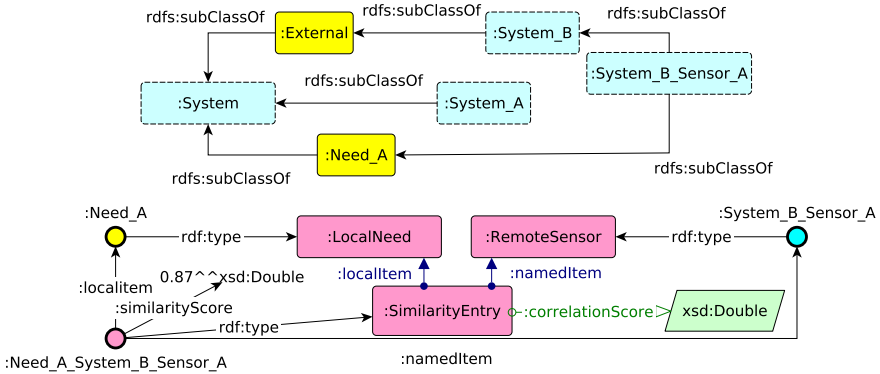 rdfs:subClassOf
rdfs:subClassOf
rdfs:subClassOf
:External
:System_B
:System_B_Sensor_A
rdfs:subClassOf
:System
:System_A
:Need_A
rdfs:subClassOf
rdfs:subClassOf
:Need_A
:System_B_Sensor_A
rdf:type
:LocalNeed
:RemoteSensor
rdf:type
:localItem
:namedItem
0.87^^xsd:Double
:localitem
:similarityScore
:SimilarityEntry
:correlationScore
xsd:Double
rdf:type
:Need_A_System_B_Sensor_A
:namedItem